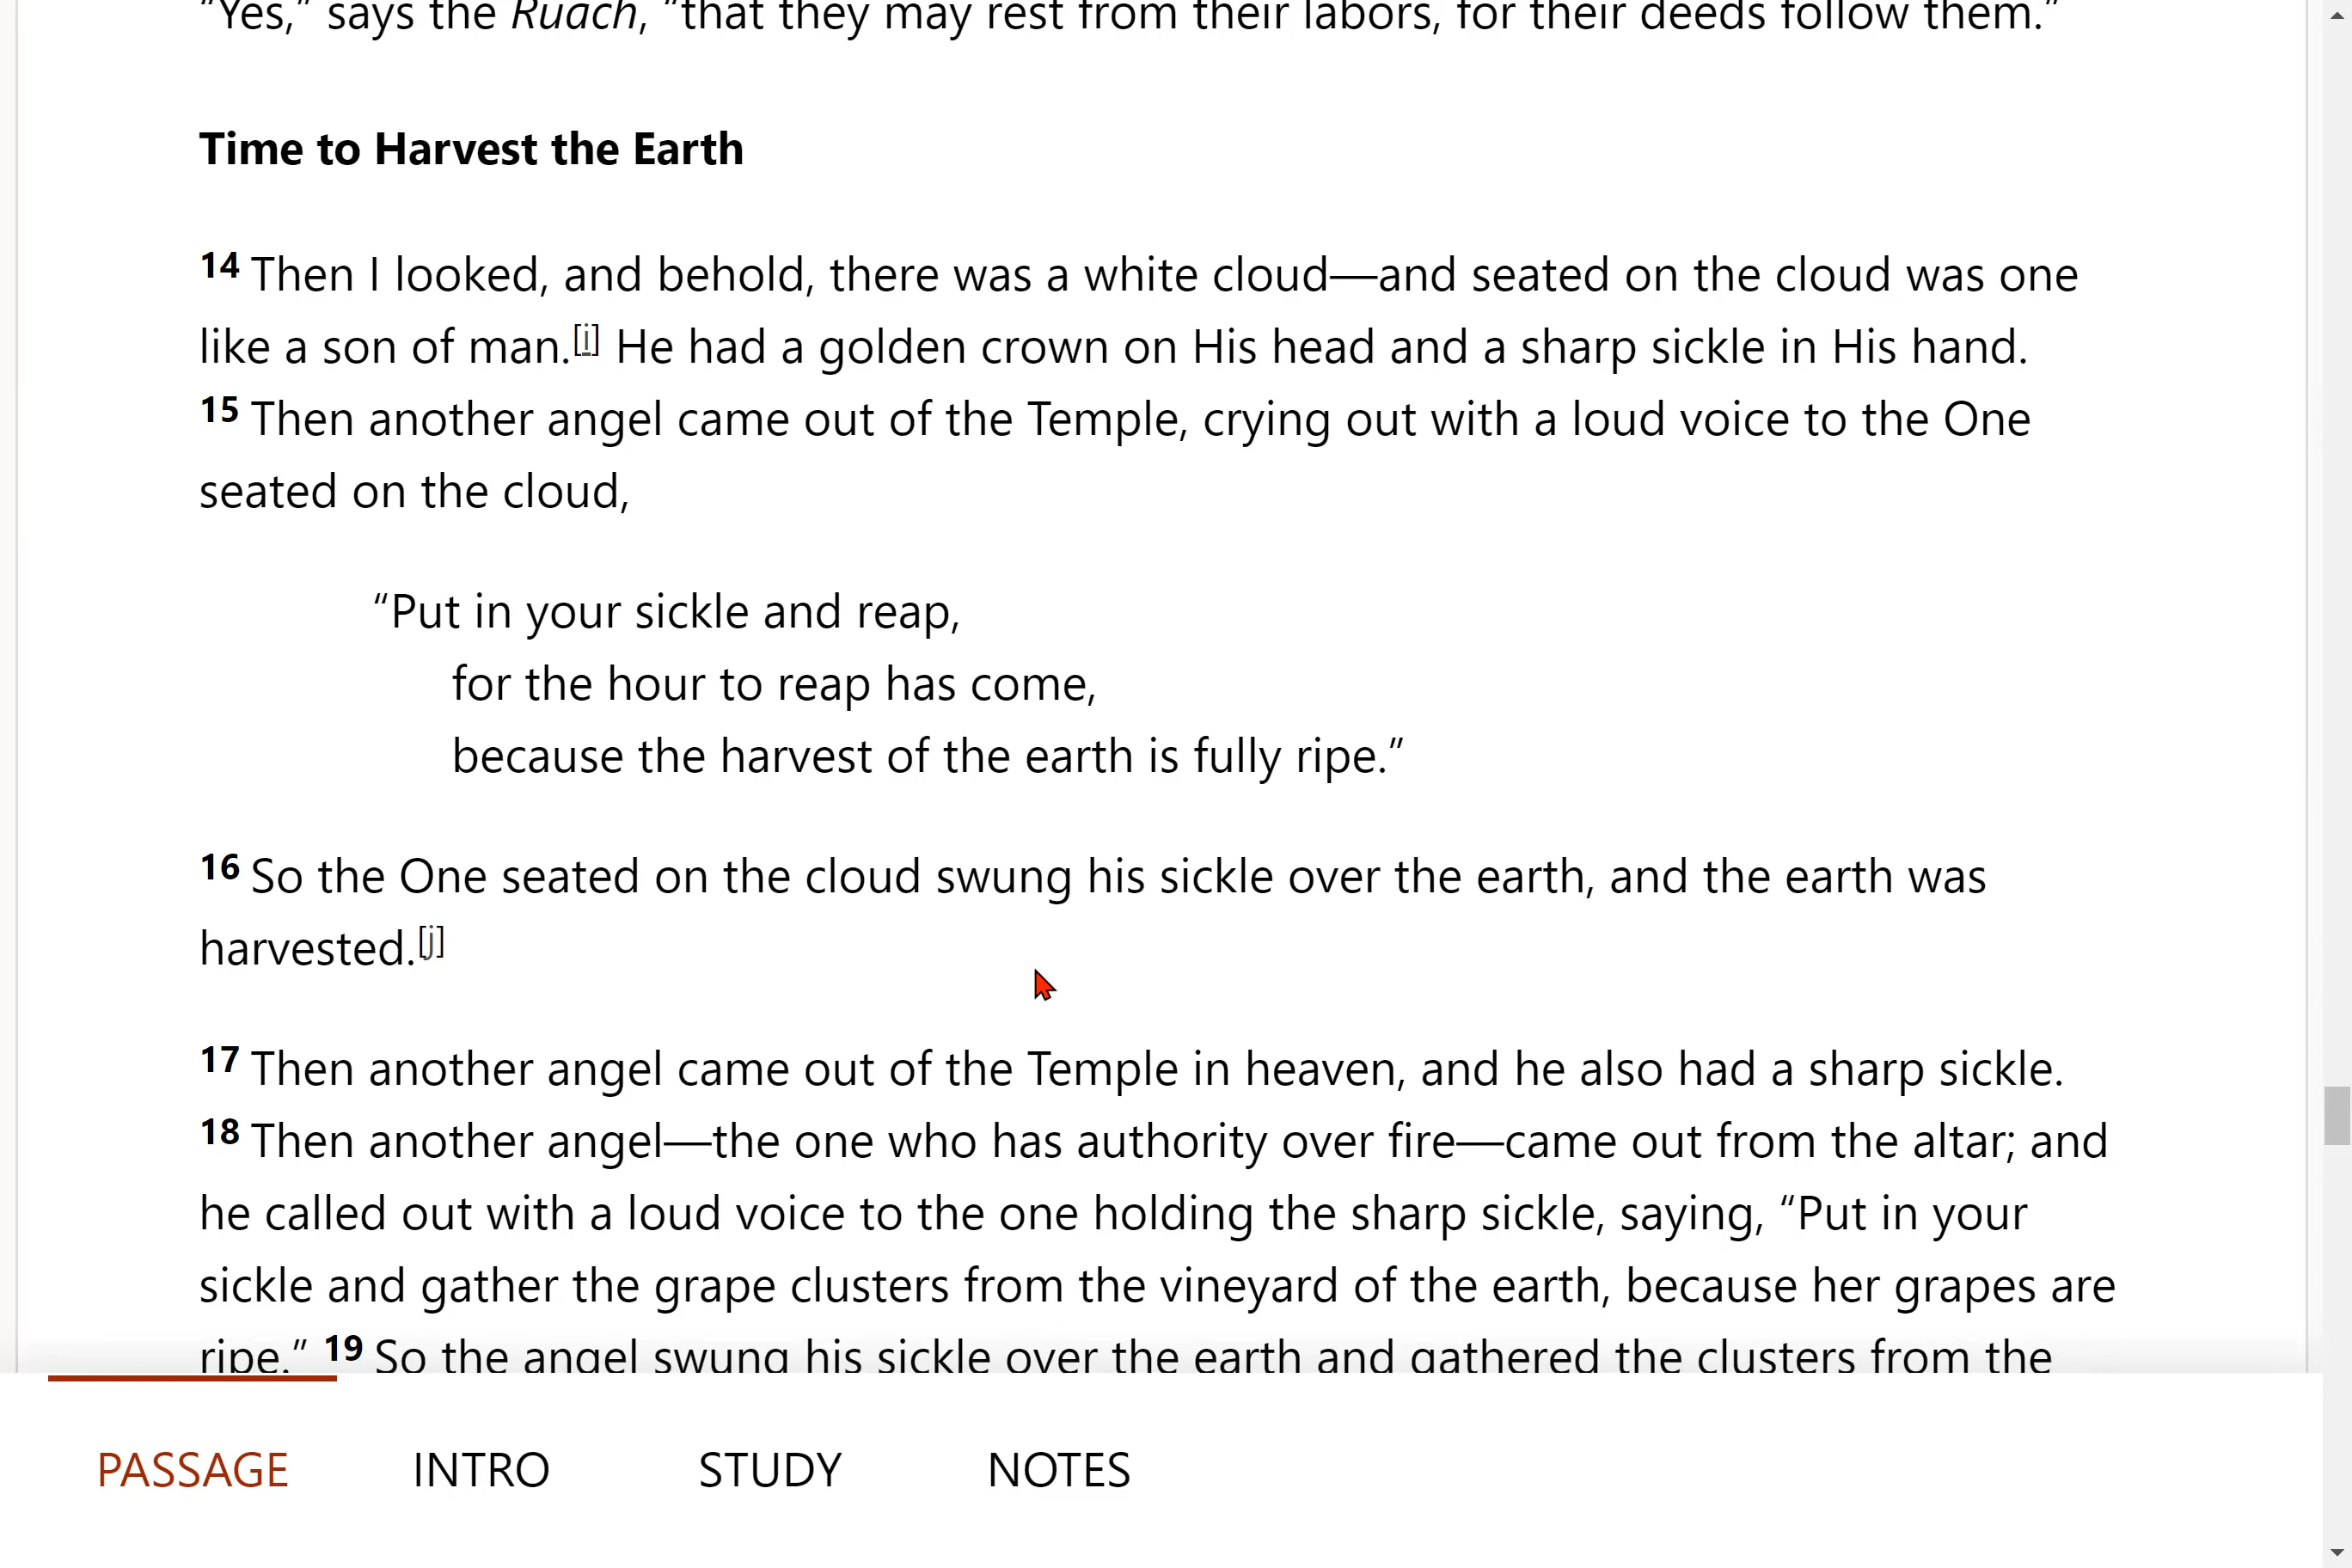 “Yes,” says the Ruach, “that they may rest from their labors, for their deeds follow them.”
Time to Harvest the Earth
14 Then I looked, and behold, there was a white cloud—and seated on the cloud was one
like a son of man.[i] He had a golden crown on His head and a sharp sickle in His hand.
15 Then another angel came out of the Temple, crying out with a loud voice to the One
seated on the cloud,
“Put in your sickle and reap,
for the hour to reap has come,
because the harvest of the earth is fully ripe.”
16 So the One seated on the cloud swung his sickle over the earth, and the earth was
harvested.[j]
17 Then another angel came out of the Temple in heaven, and he also had a sharp sickle.
18 Then another angel—the one who has authority over fire—came out from the altar; and
he called out with a loud voice to the one holding the sharp sickle, saying, “Put in your
sickle and gather the grape clusters from the vineyard of the earth, because her grapes are
ripe.” 19 So the angel swung his sickle over the earth and gathered the clusters from the
PASSAGE INTRO STUDY NOTES